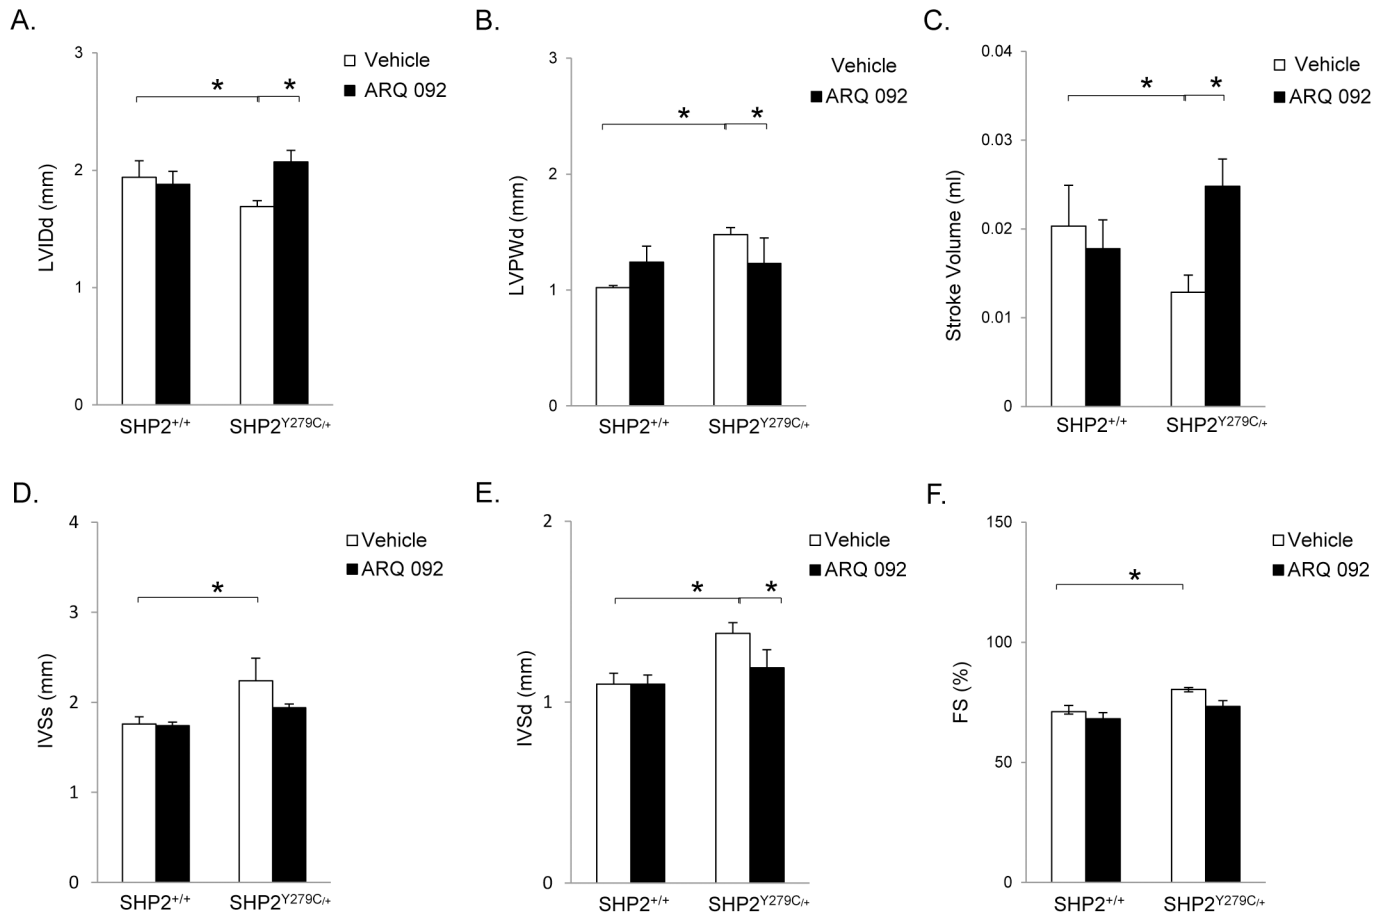 A.
3
2
1
0
LVIDd (mm)
Vehicle
ARQ 092
*
*
SHP2+/+
SHP2Y279C/+
B.
3
2
1
0
LVPWd (mm)
Vehicle
ARQ 092
*
*
SHP2+/+
SHP2Y279C/+
C.
0.04
0.03
0.02
0.01
0
Stroke Volume (ml)
Vehicle
ARQ 092
*
*
SHP2+/+
SHP2Y279C/+
D.
4
3
2
1
0
IVSs (mm)
Vehicle
ARQ 092
*
SHP2+/+
SHP2Y279C/+
E.
2
1
0
IVSd (mm)
Vehicle
ARQ 092
*
*
SHP2+/+
SHP2Y279C/+
F.
150
100
50
0
FS (%)
Vehicle
ARQ 092
*
SHP2+/+
SHP2Y279C/+